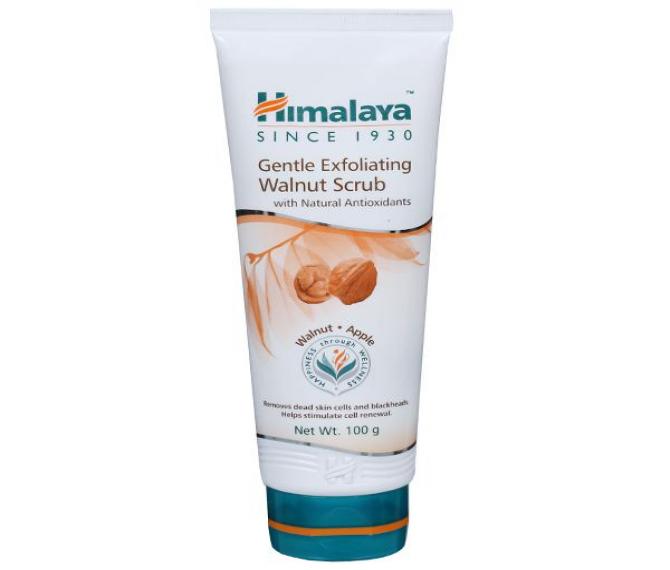 Himalaya™
SINCE 1930
Gentle Exfoliating
Walnut Scrub
with Natural Antioxidants
Walnut • Apple
HAPPINESS through WELLNESS
Removes dead skin cells and blackheads.
Helps stimulate cell renewal.
Net Wt. 100 g